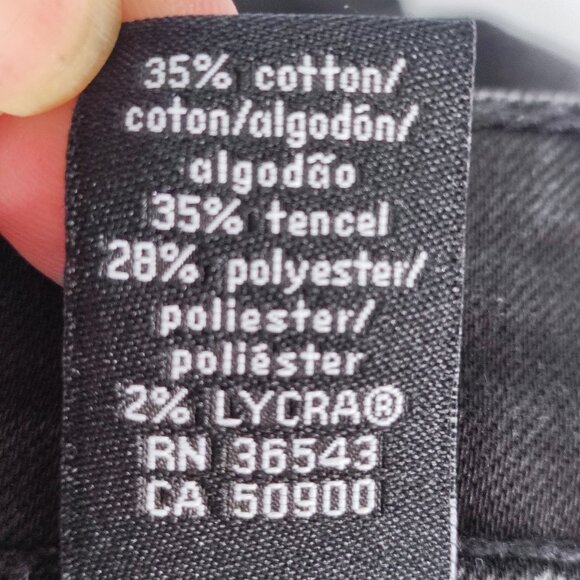 35% cotton/
coton/algodón/
algodão
35% tencel
28% polyester/
poliester/
poliéster
2% LYCRA®
RN 36543
CA 50900